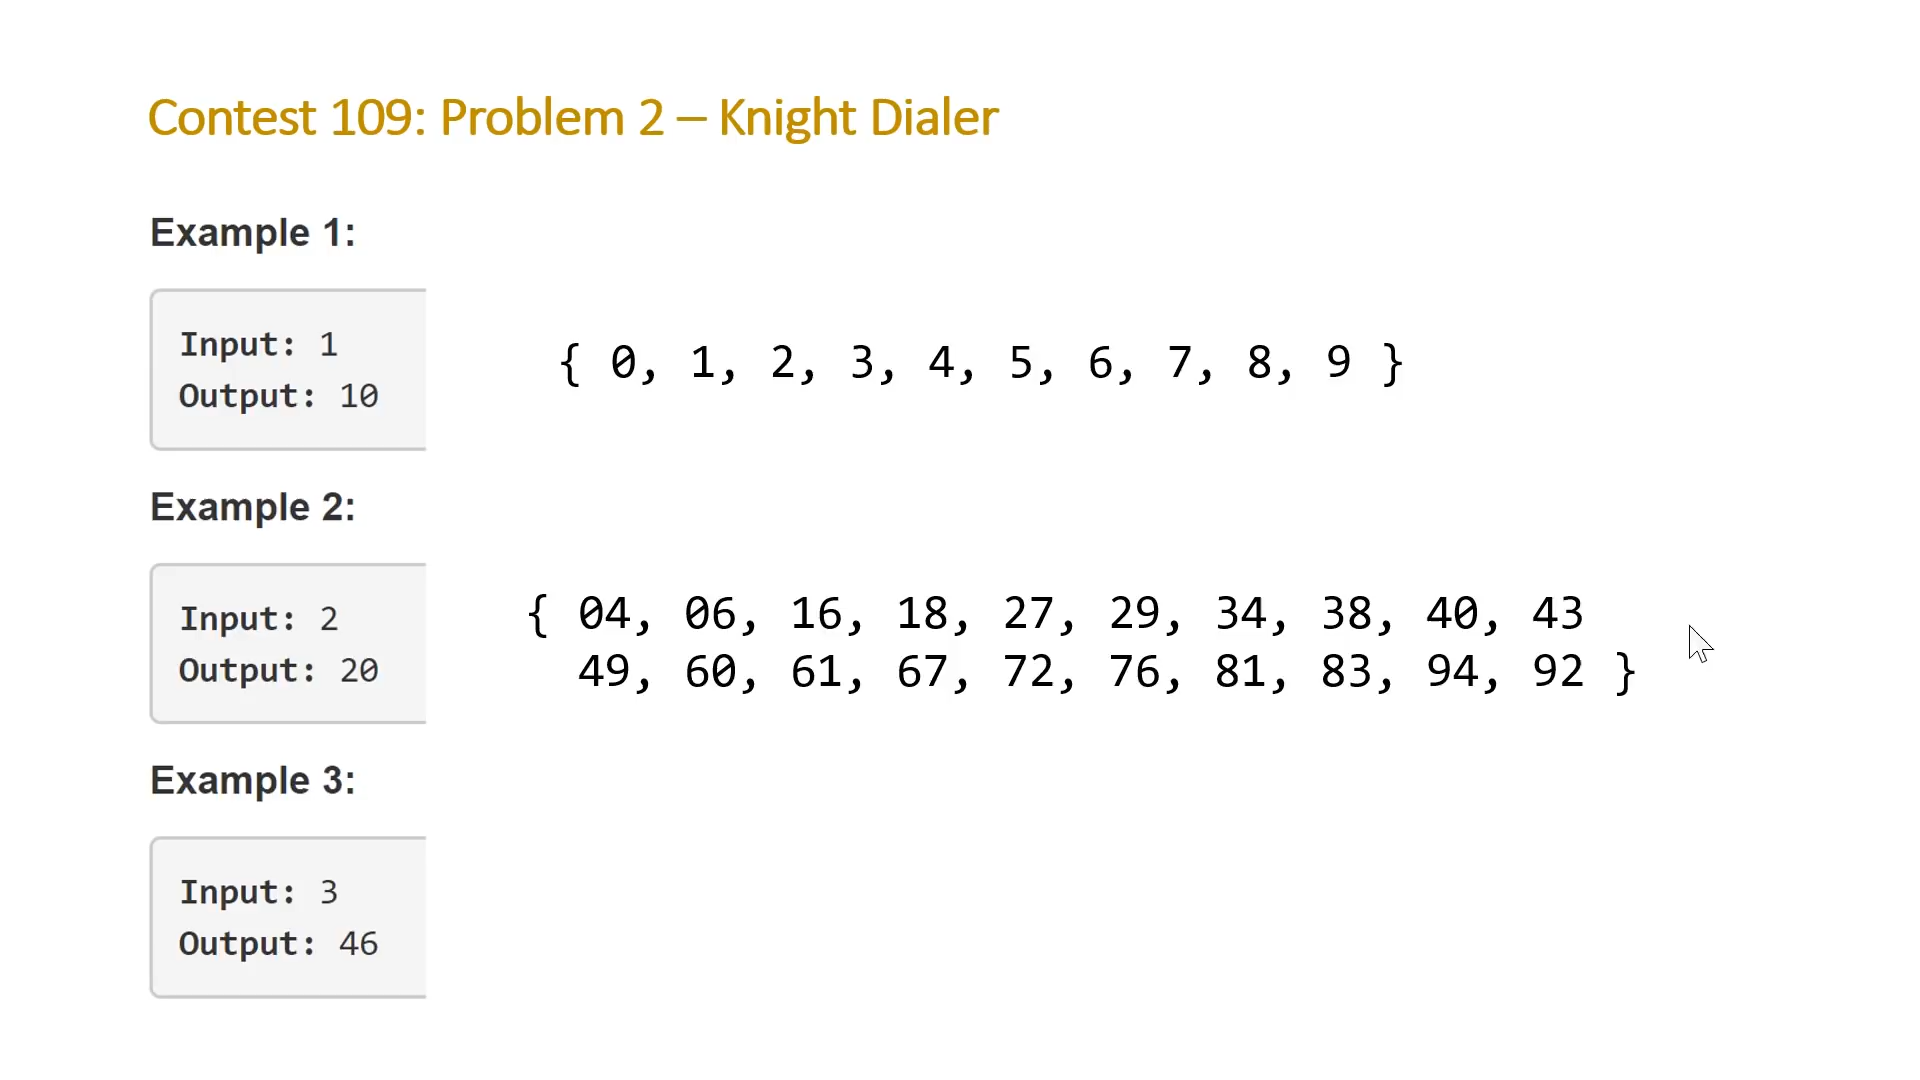 Contest 109: Problem 2 – Knight Dialer
Example 1:
Input: 1
Output: 10
{ 0, 1, 2, 3, 4, 5, 6, 7, 8, 9 }
Example 2:
Input: 2
Output: 20
{ 04, 06, 16, 18, 27, 29, 34, 38, 40, 43
49, 60, 61, 67, 72, 76, 81, 83, 94, 92 }
Example 3:
Input: 3
Output: 46